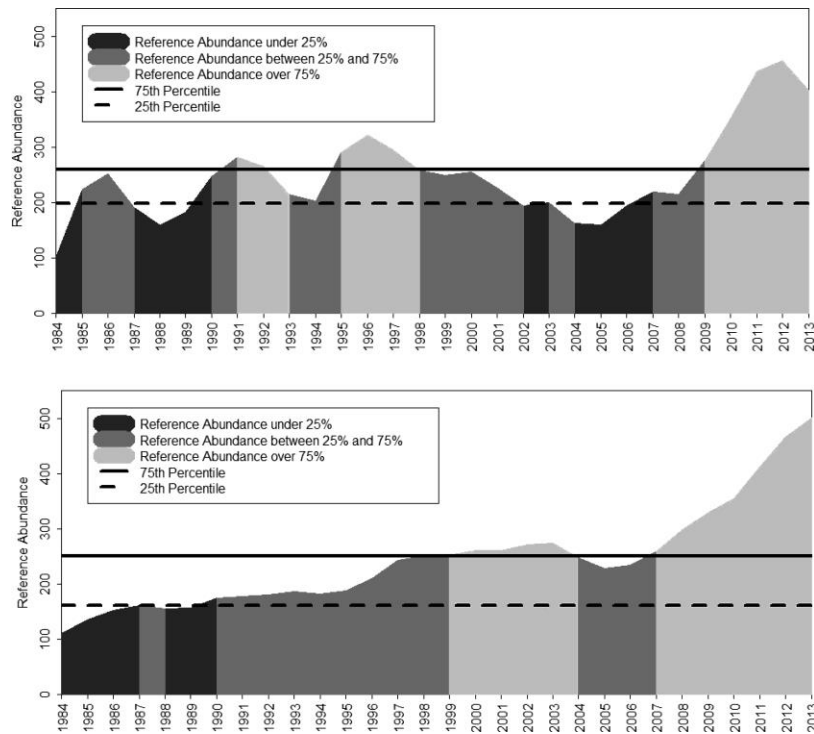 500
400
300
200
100
0
Reference Abundance
Reference Abundance under 25%
Reference Abundance between 25% and 75%
Reference Abundance over 75%
75th Percentile
25th Percentile
1984 1985 1986 1987 1988 1989 1990 1991 1992 1993 1994 1995 1996 1997 1998 1999 2000 2001 2002 2003 2004 2005 2006 2007 2008 2009 2010 2011 2012 2013
500
400
300
200
100
0
Reference Abundance
Reference Abundance under 25%
Reference Abundance between 25% and 75%
Reference Abundance over 75%
75th Percentile
25th Percentile
1984 1985 1986 1987 1988 1989 1990 1991 1992 1993 1994 1995 1996 1997 1998 1999 2000 2001 2002 2003 2004 2005 2006 2007 2008 2009 2010 2011 2012 2013